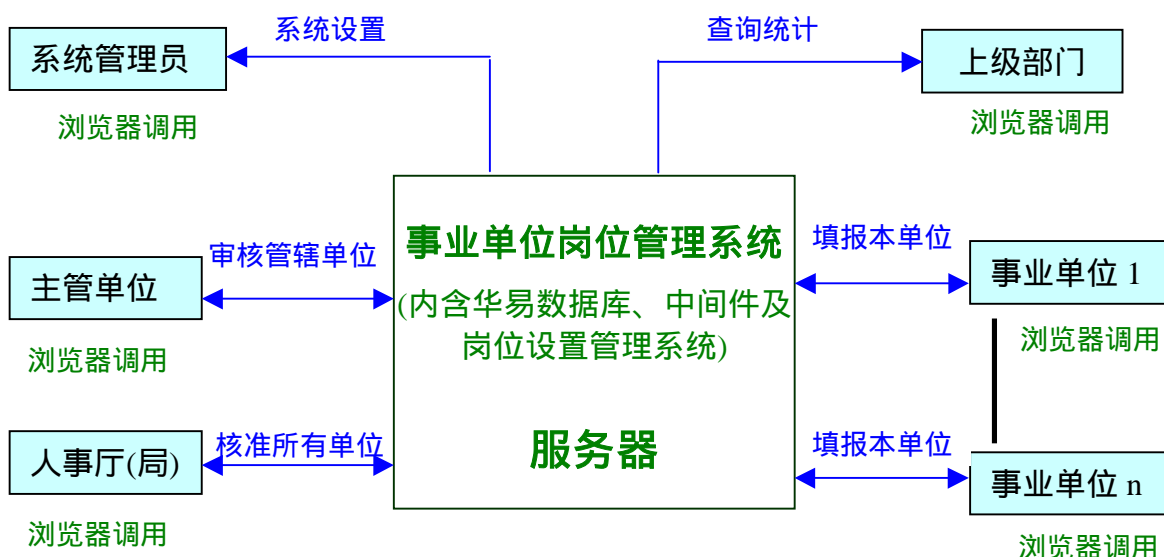 系统设置
查询统计
系统管理员
上级部门
浏览器调用
浏览器调用
事业单位岗位管理系统
(内含华易数据库、中间件及
岗位设置管理系统)
服务器
审核管辖单位
主管单位
浏览器调用
填报本单位
事业单位 1
浏览器调用
核准所有单位
人事厅(局)
浏览器调用
填报本单位
事业单位 n
浏览器调用